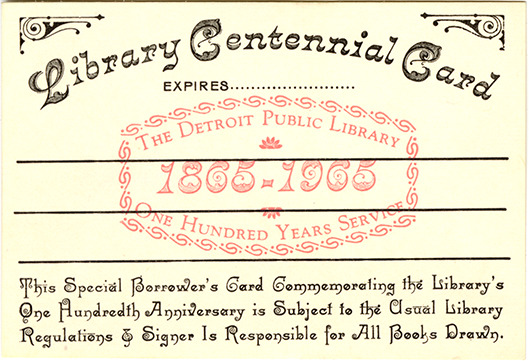 Library Centennial Card
EXPIRES........................
THE DETROIT PUBLIC LIBRARY
1865-1965
ONE HUNDRED YEARS SERVICE
This Special Borrower's Card Commemorating the Library's
One Hundredth Anniversary is Subject to the Usual Library
Regulations & Signer Is Responsible for All Books Drawn.